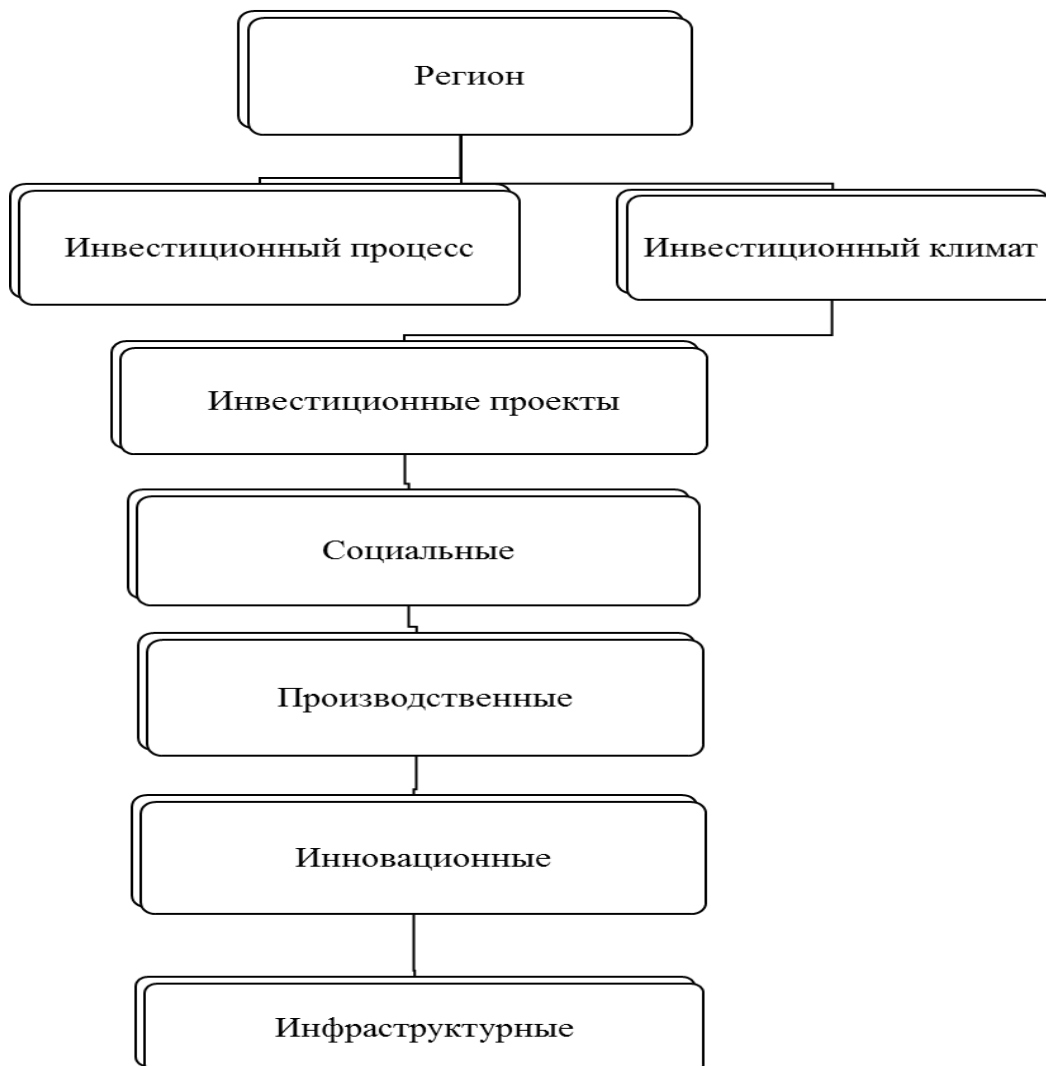 Регион
Инвестиционный процесс
Инвестиционный климат
Инвестиционные проекты
Социальные
Производственные
Инновационные
Инфраструктурные